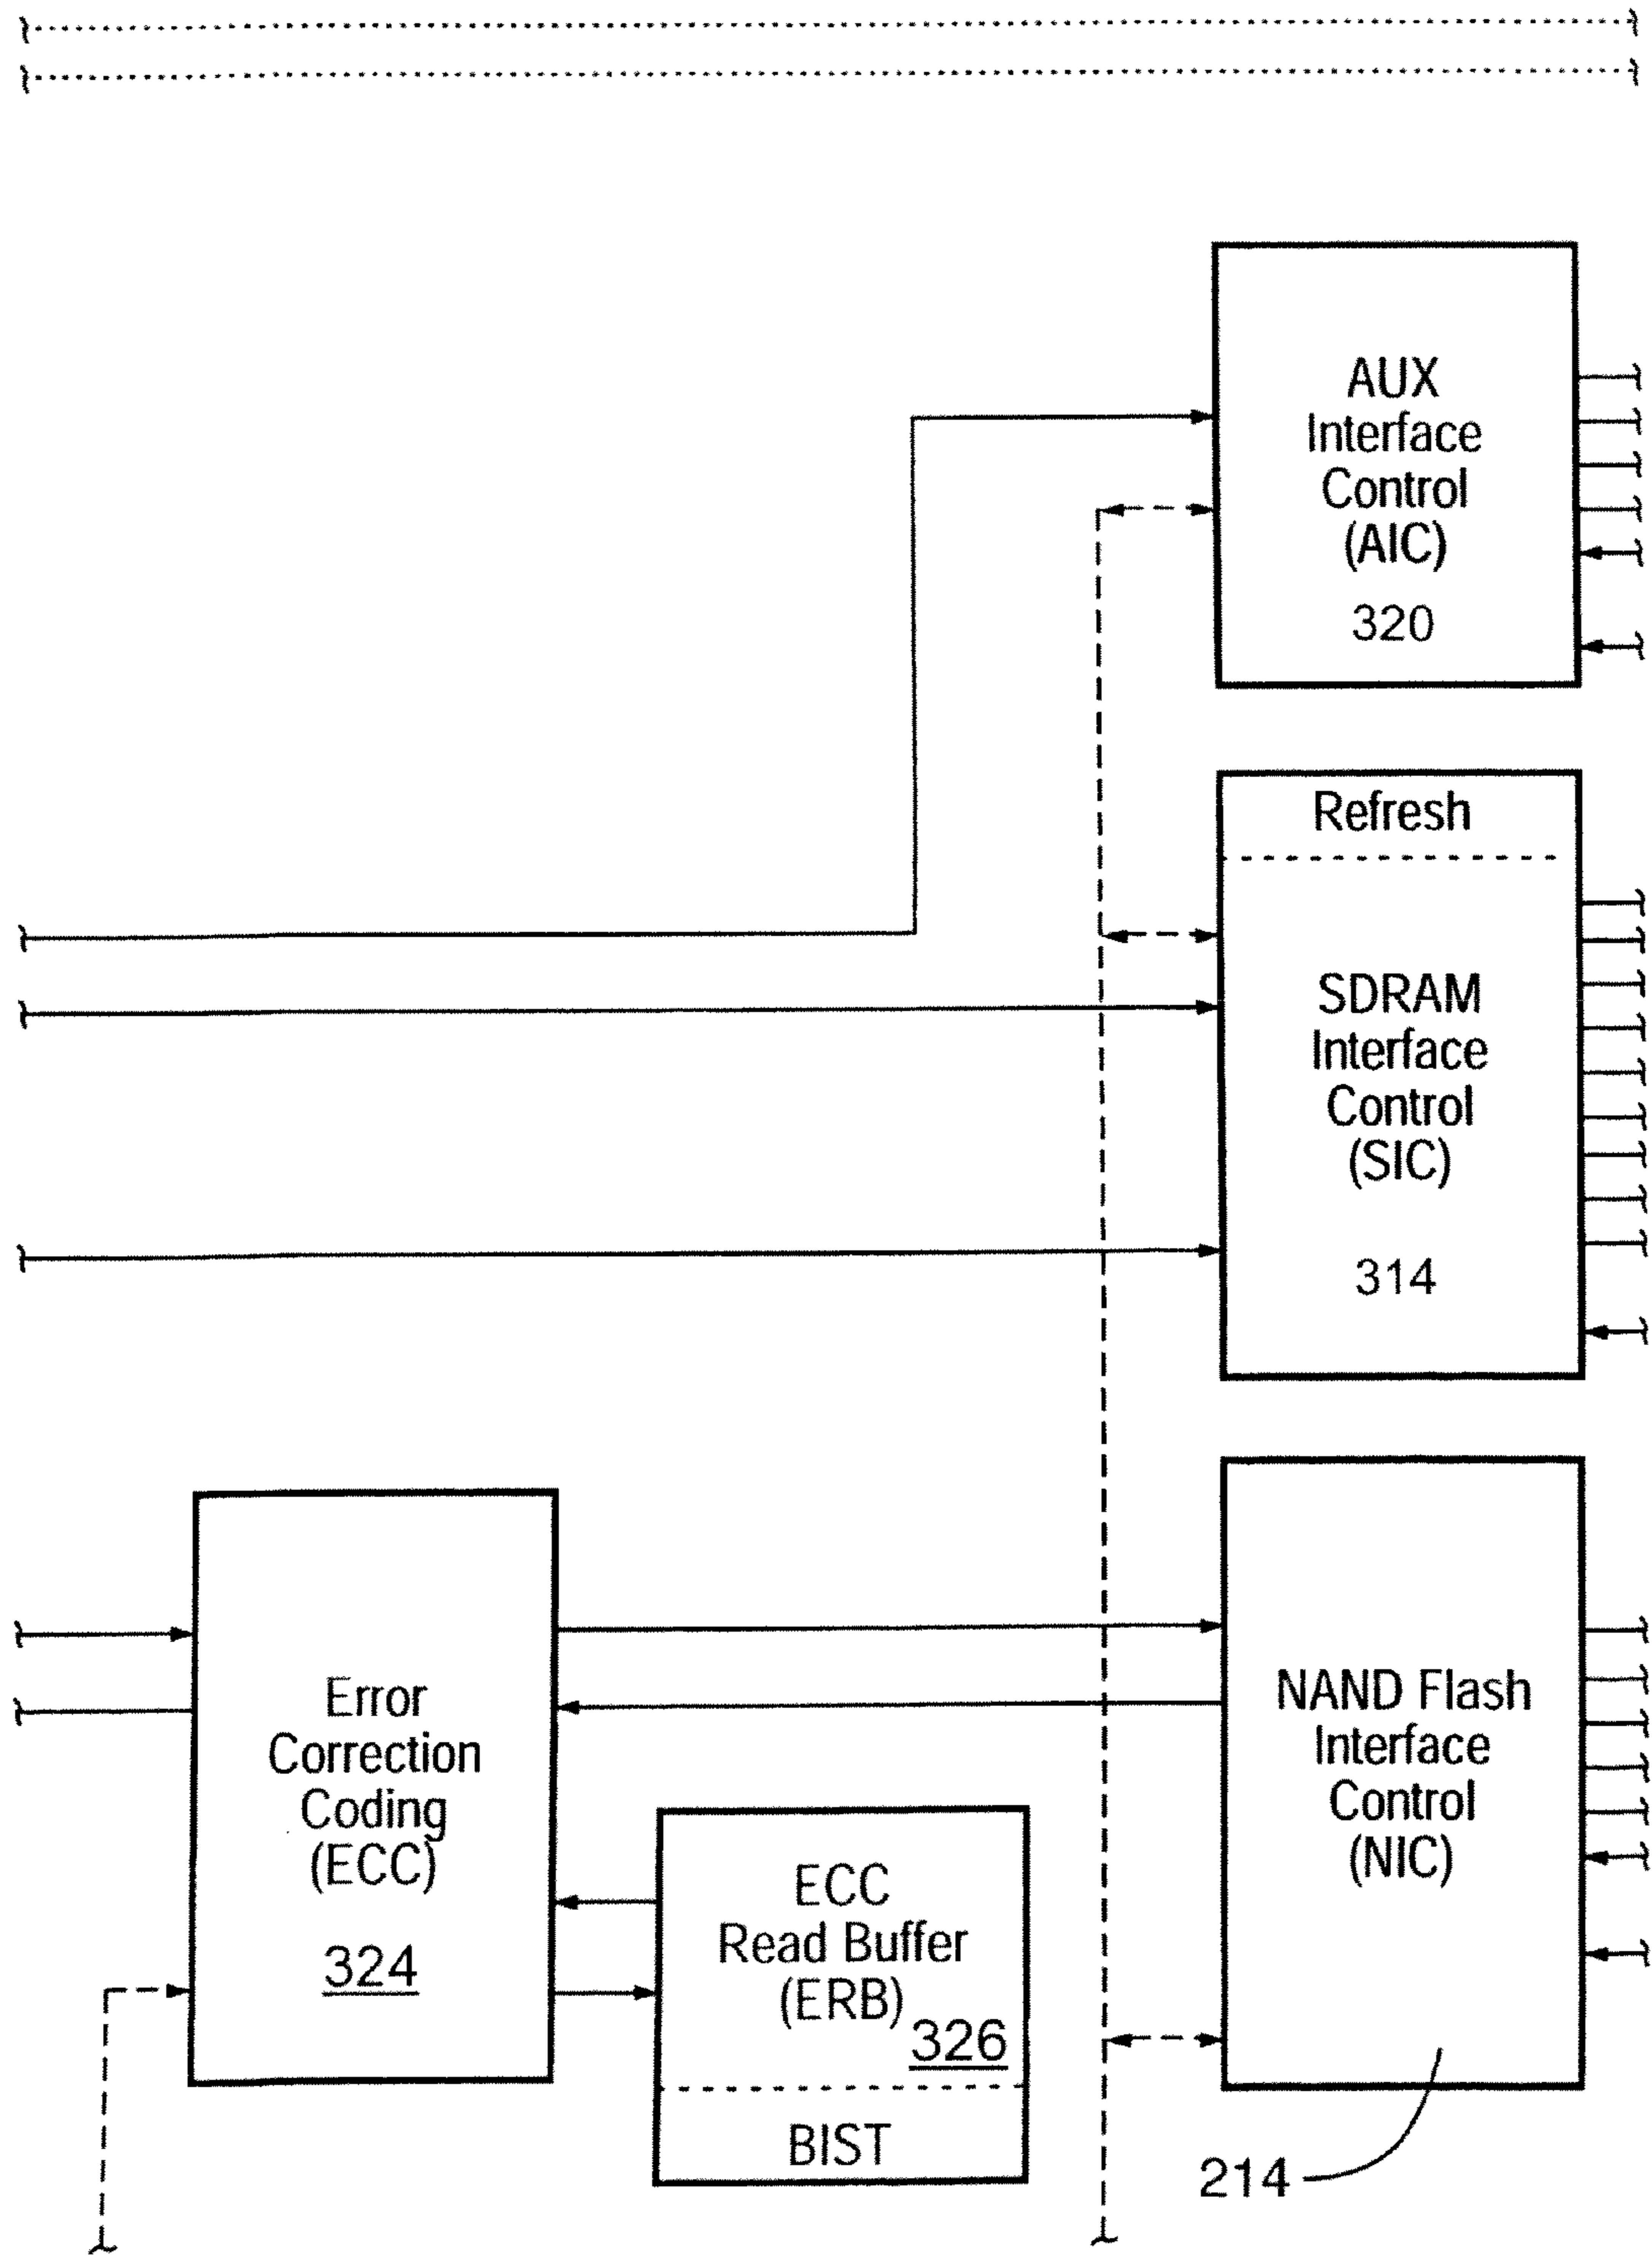 AUX
Interface
Control
(AIC)
320
Refresh
SDRAM
Interface
Control
(SIC)
314
Error
Correction
Coding
(ECC)
324
ECC
Read Buffer
(ERB)
326
BIST
NAND Flash
Interface
Control
(NIC)
214